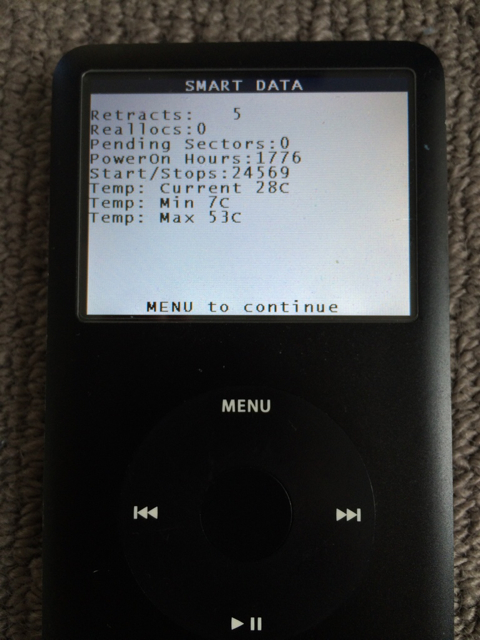 SMART DATA
Retracts: 5
Reallocs:0
Pending Sectors:0
PowerOn Hours:1776
Start/Stops:24569
Temp: Current 28C
Temp: Min 7C
Temp: Max 53C
MENU to continue
MENU